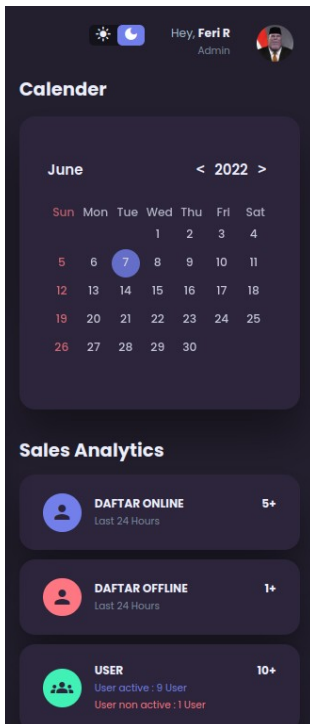 Hey, Feri R
Admin
Calender
June < 2022 >
Sun Mon Tue Wed Thu Fri Sat
1 2 3 4
5 6 7 8 9 10 11
12 13 14 15 16 17 18
19 20 21 22 23 24 25
26 27 28 29 30
Sales Analytics
DAFTAR ONLINE 5+
Last 24 Hours
DAFTAR OFFLINE 1+
Last 24 Hours
USER 10+
User active : 9 User
User non active : 1 User